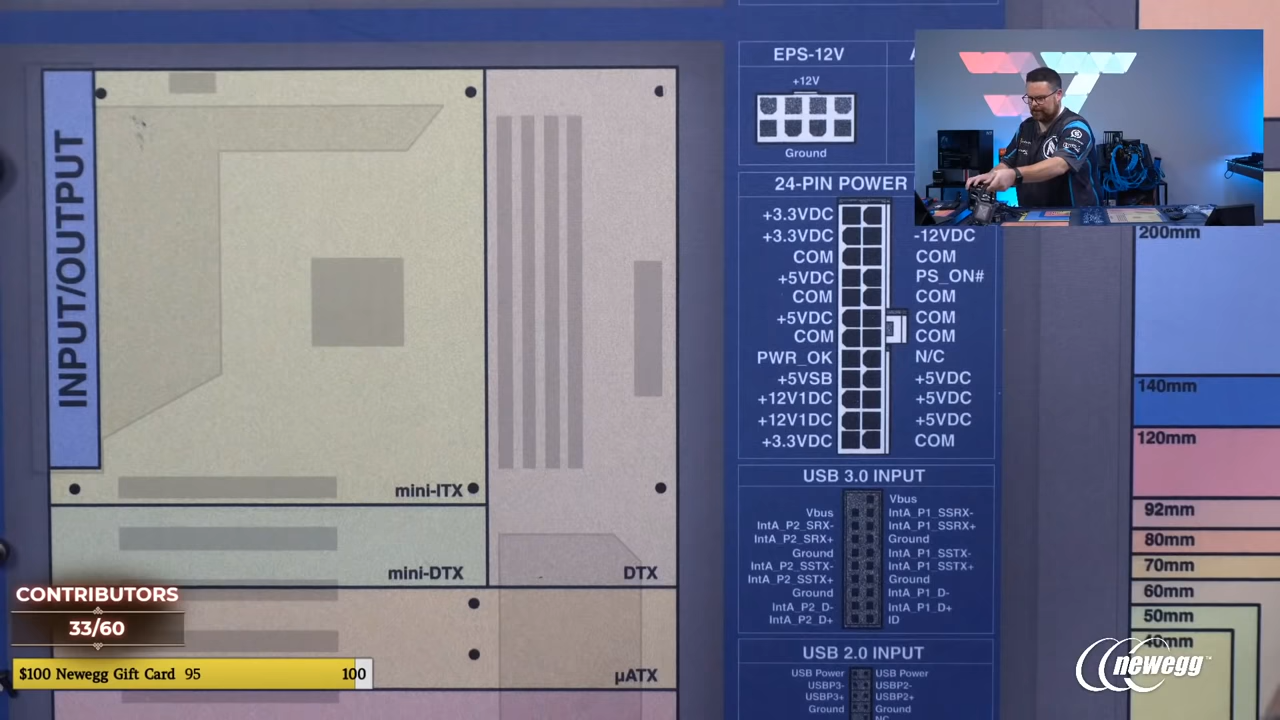 INPUT/OUTPUT
mini-ITX
mini-DTX
DTX
µATX
EPS-12V
+12V
Ground
24-PIN POWER
+3.3VDC
+3.3VDC -12VDC
COM COM
+5VDC PS_ON#
COM COM
+5VDC COM
COM COM
PWR_OK N/C
+5VSB +5VDC
+12V1DC +5VDC
+12V1DC +5VDC
+3.3VDC COM
USB 3.0 INPUT
Vbus
Vbus IntA_P1_SSRX-
IntA_P2_SRX- IntA_P1_SSRX+
IntA_P2_SRX+ Ground
Ground IntA_P1_SSTX-
IntA_P2_SSTX- IntA_P1_SSTX+
IntA_P2_SSTX+ Ground
Ground IntA_P1_D-
IntA_P2_D- IntA_P1_D+
IntA_P2_D+ ID
USB 2.0 INPUT
USB Power USB Power
USBP3- USBP2-
USBP3+ USBP2+
Ground Ground
NC
200mm
140mm
120mm
92mm
80mm
70mm
60mm
50mm
40mm
CONTRIBUTORS
33/60
$100 Newegg Gift Card 95 100
newegg